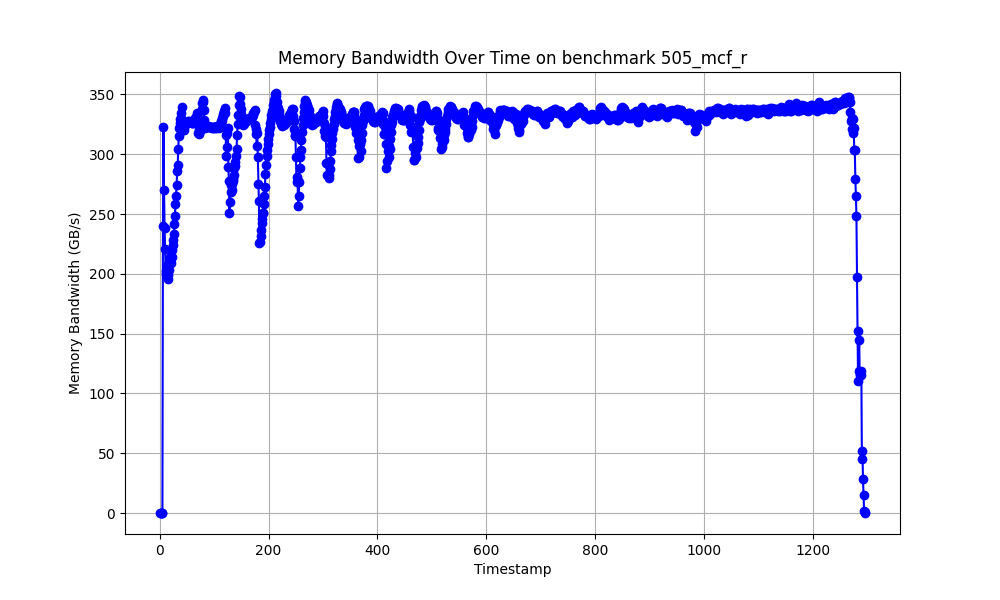 Memory Bandwidth Over Time on benchmark 505_mcf_r
350
300
250
200
150
100
50
0
Memory Bandwidth (GB/s)
0 200 400 600 800 1000 1200
Timestamp